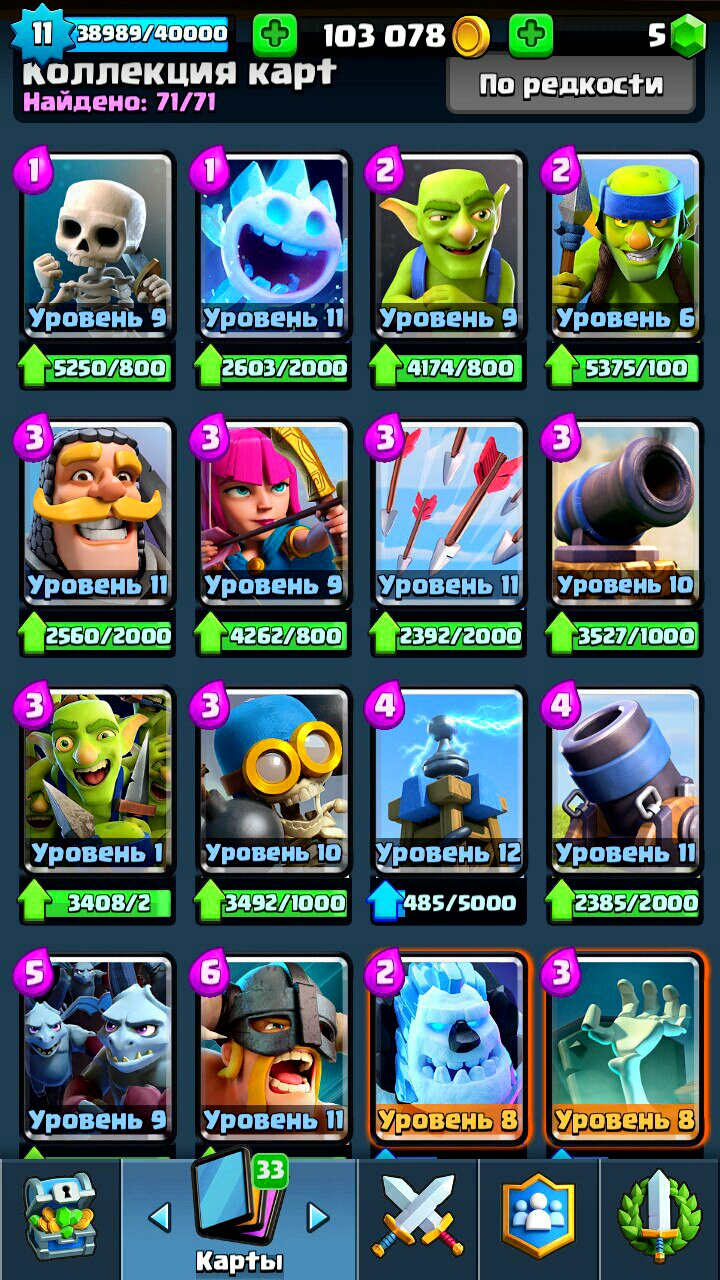 11 38989/40000 103 078 5
Коллекция карт
По редкости
Найдено: 71/71
1 1 2 2
Уровень 9 Уровень 11 Уровень 9 Уровень 6
5250/800 2603/2000 4174/800 5375/100
3 3 3 3
Уровень 11 Уровень 9 Уровень 11 Уровень 10
2560/2000 4262/800 2392/2000 3527/1000
3 3 4 4
Уровень 1 Уровень 10 Уровень 12 Уровень 11
3408/2 3492/1000 485/5000 2385/2000
5 6 2 3
Уровень 9 Уровень 11 Уровень 8 Уровень 8
33
Карты